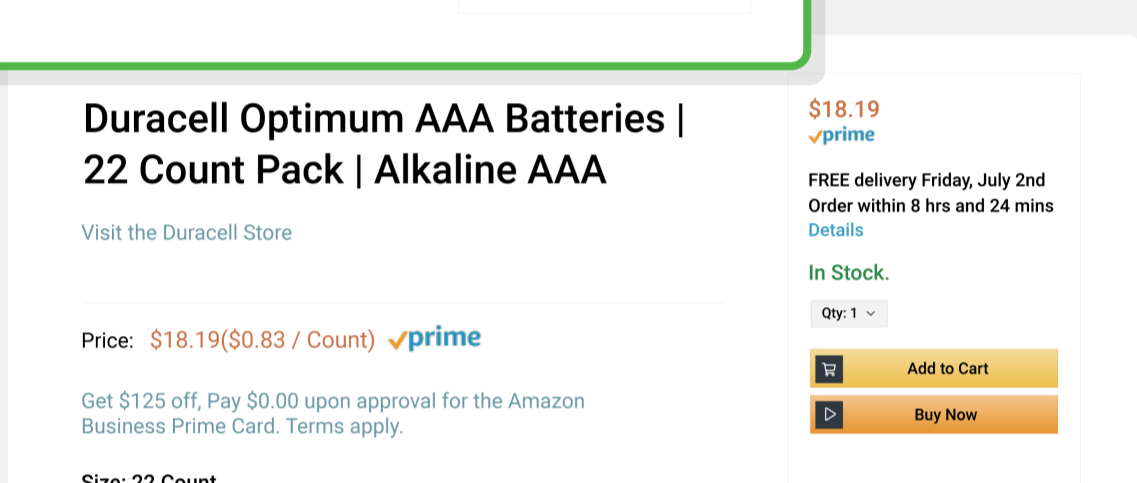 Duracell Optimum AAA Batteries |
22 Count Pack | Alkaline AAA
Visit the Duracell Store
Price: $18.19($0.83 / Count) prime
Get $125 off, Pay $0.00 upon approval for the Amazon
Business Prime Card. Terms apply.
Size: 22 Count
$18.19
prime
FREE delivery Friday, July 2nd
Order within 8 hrs and 24 mins
Details
In Stock.
Qty: 1
Add to Cart
Buy Now